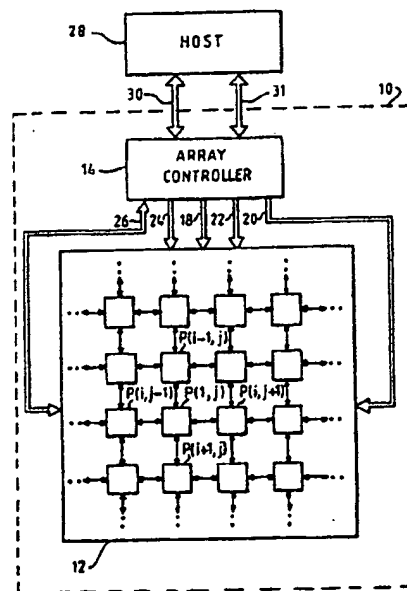 28
HOST
30
31
10
14
ARRAY
CONTROLLER
26
24
18
22
20
P(i-1, j)
P(i,j-1)
P(1,j)
P(i,j+1)
P(i+1,j)
12